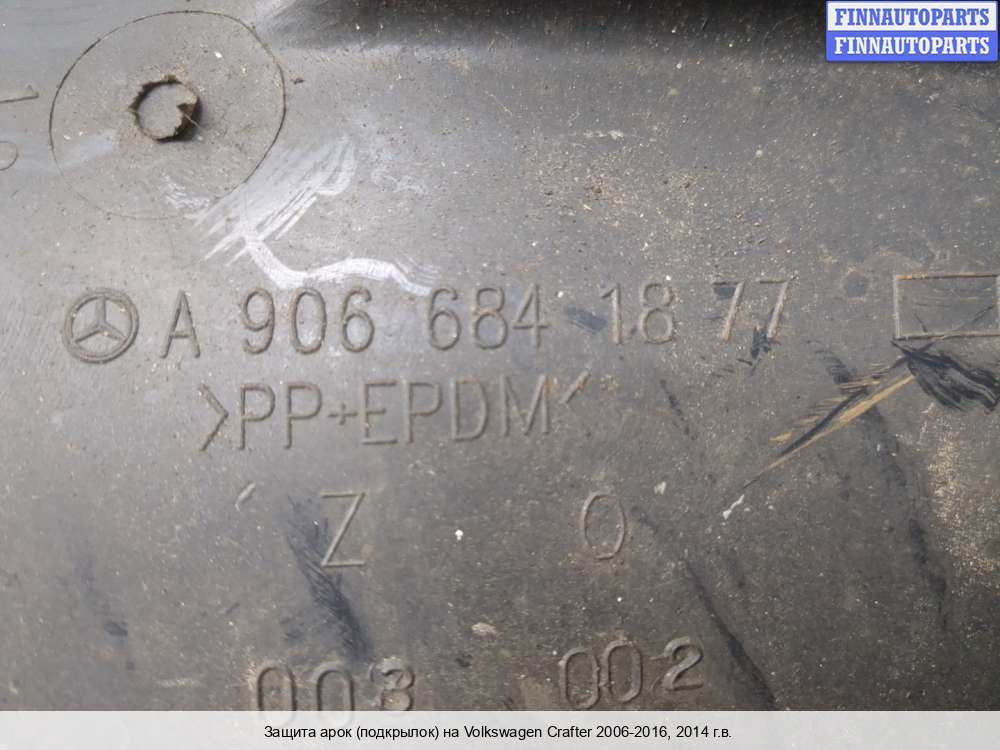 FINNAUTOPARTS
FINNAUTOPARTS
A 906 684 18 77
>PP+EPDM<
Z 0
003 002
Защита арок (подкрылок) на Volkswagen Crafter 2006-2016, 2014 г.в.